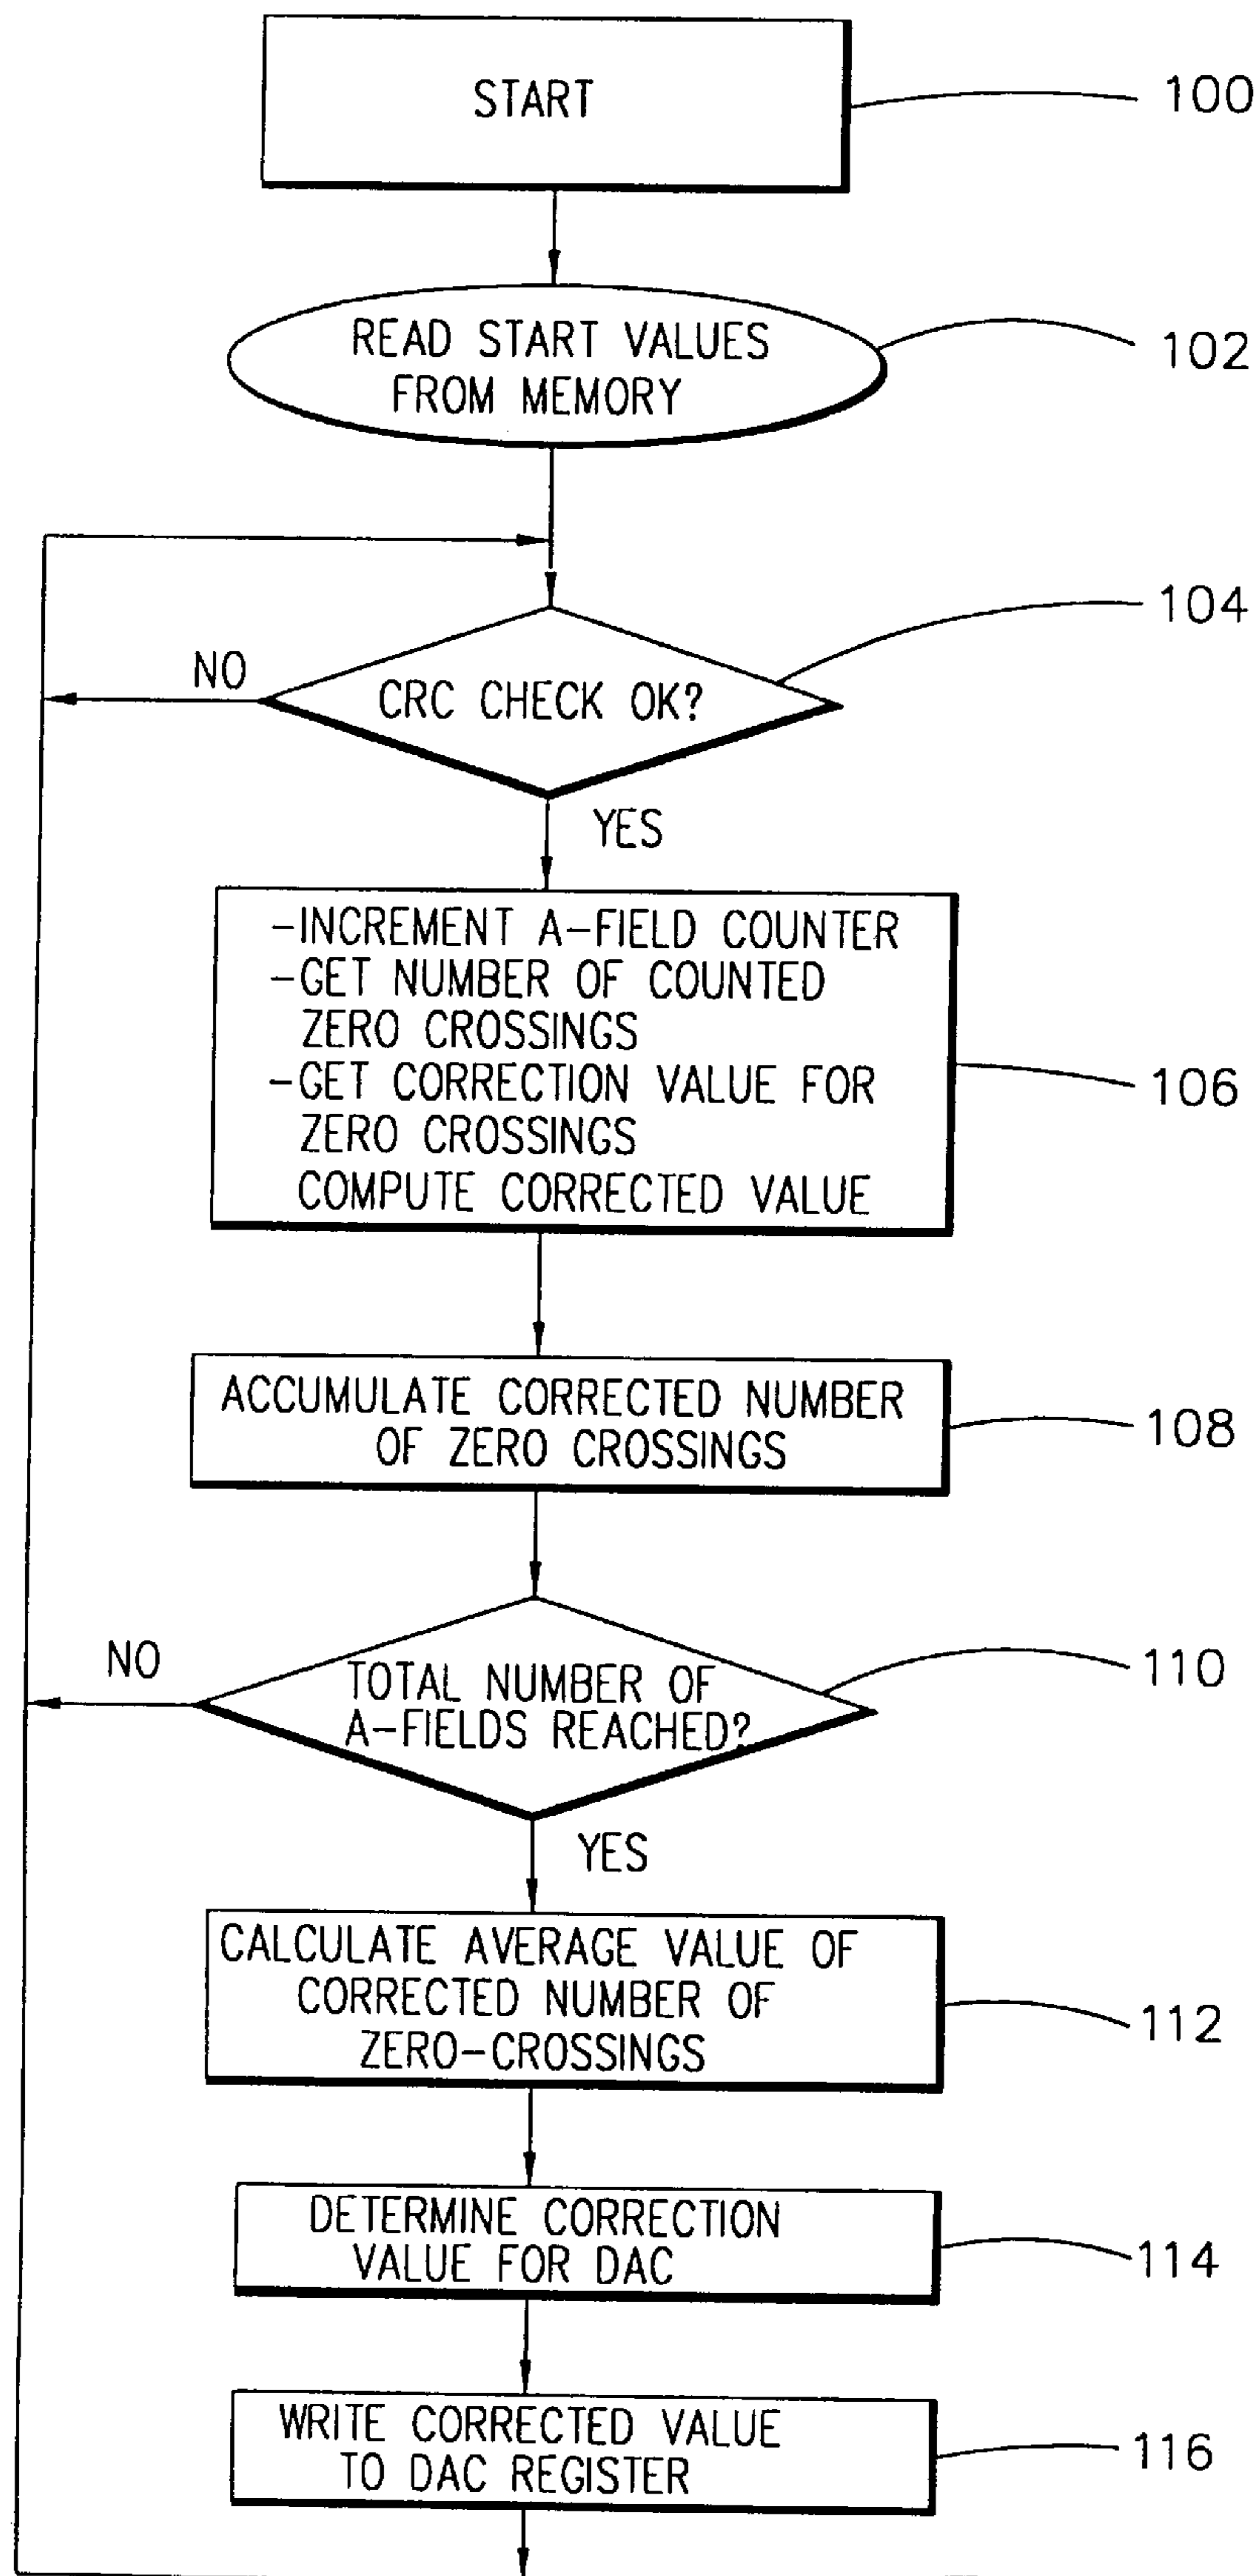 START
100
READ START VALUES
FROM MEMORY
102
104
NO
CRC CHECK OK?
YES
-INCREMENT A-FIELD COUNTER
-GET NUMBER OF COUNTED
ZERO CROSSINGS
-GET CORRECTION VALUE FOR
ZERO CROSSINGS
COMPUTE CORRECTED VALUE
106
ACCUMULATE CORRECTED NUMBER
OF ZERO CROSSINGS
108
NO
TOTAL NUMBER OF
A-FIELDS REACHED?
110
YES
CALCULATE AVERAGE VALUE OF
CORRECTED NUMBER OF
ZERO-CROSSINGS
112
DETERMINE CORRECTION
VALUE FOR DAC
114
WRITE CORRECTED VALUE
TO DAC REGISTER
116